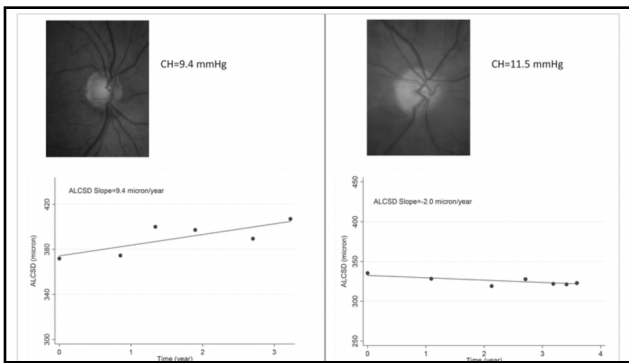 CH=9.4 mmHg
ALCSD Slope=9.4 micron/year
ALCSD (micron)
420
380
340
300
0
1
2
3
Time (year)
CH=11.5 mmHg
ALCSD Slope=-2.0 micron/year
ALCSD (micron)
450
400
350
300
250
0
1
2
3
4
Time (year)